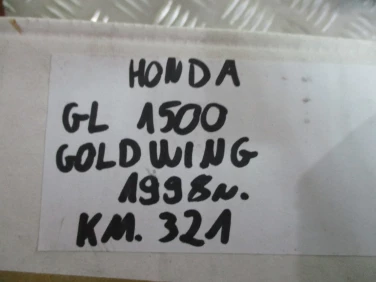 HONDA
GL 1500
GOLDWING
1998r.
KM. 321